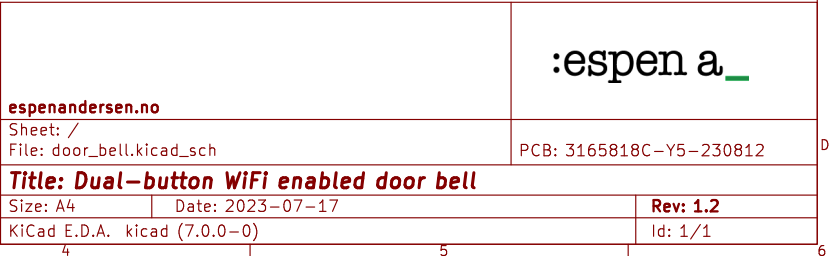 :espen a_
espenandersen.no
Sheet: /
File: door_bell.kicad_sch
PCB: 3165818C-Y5-230812
D
Title: Dual-button WiFi enabled door bell
Size: A4 Date: 2023-07-17 Rev: 1.2
KiCad E.D.A. kicad (7.0.0-0) Id: 1/1
4 5 6